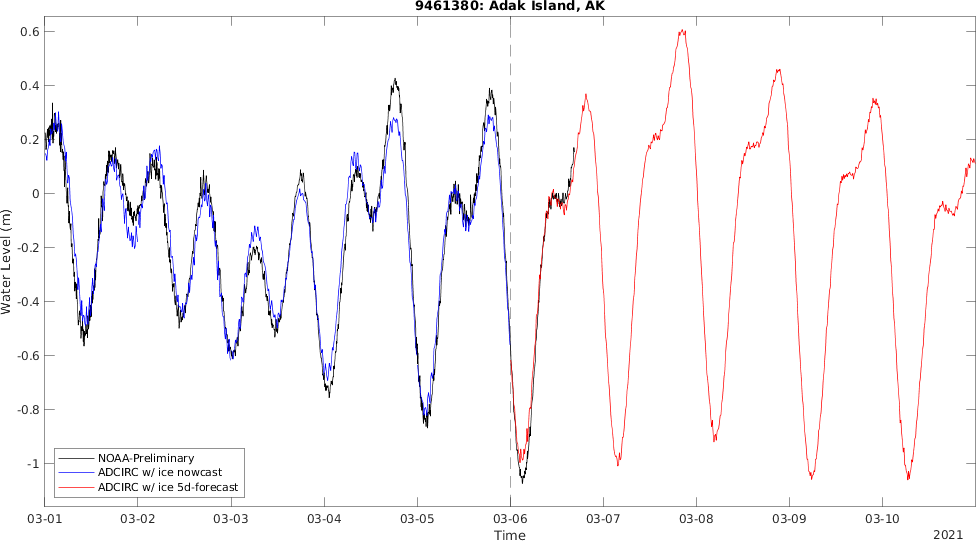 9461380: Adak Island, AK
Water Level (m)
0.6
0.4
0.2
0
-0.2
-0.4
-0.6
-0.8
-1
NOAA-Preliminary
ADCIRC w/ ice nowcast
ADCIRC w/ ice 5d-forecast
03-01 03-02 03-03 03-04 03-05 03-06 03-07 03-08 03-09 03-10
Time
2021